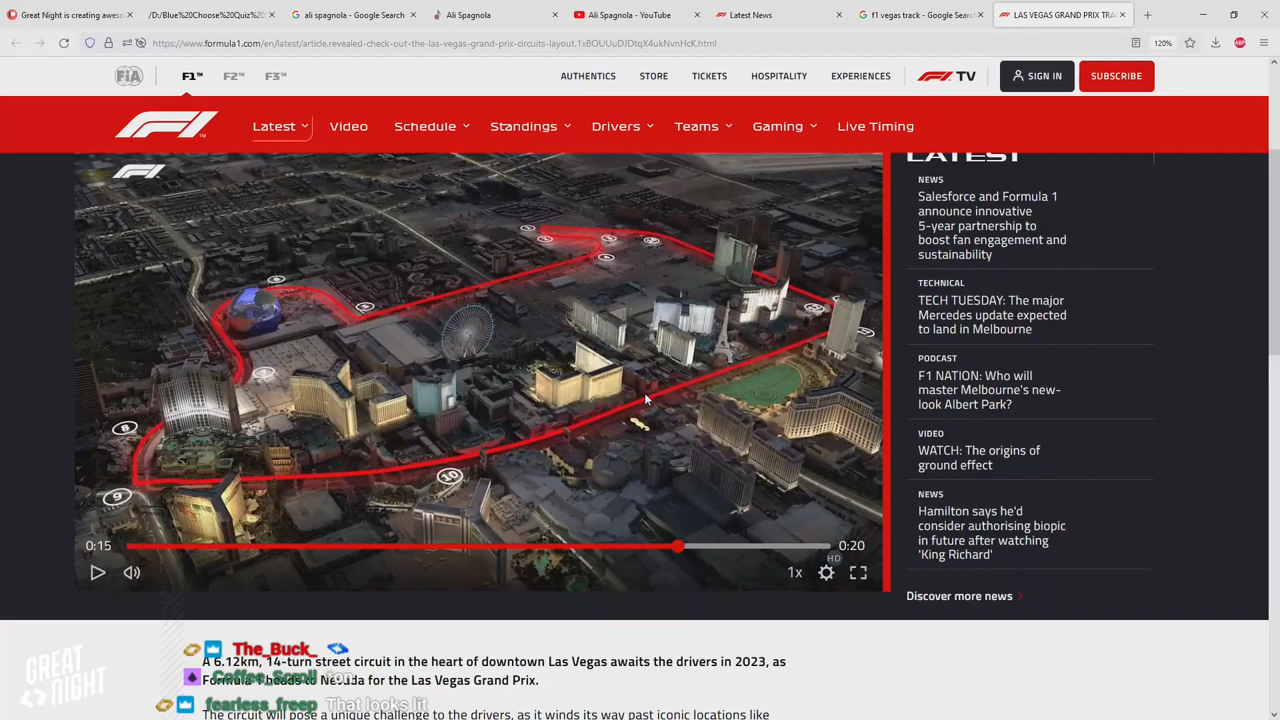 Great Night is creating awesome
/D:/Blue%20Choose%20Quiz%20
ali spagnola - Google Search
Ali Spagnola
Ali Spagnola - YouTube
Latest News
f1 vegas track - Google Search
LAS VEGAS GRAND PRIX TRA
https://www.formula1.com/en/latest/article.revealed-check-out-the-las-vegas-grand-prix-circuits-layout.1xBOUUuDJDtqX4ukNvnHcK.html
120%
FiA
F1™
F2™
F3™
AUTHENTICS
STORE
TICKETS
HOSPITALITY
EXPERIENCES
F1 TV
SIGN IN
SUBSCRIBE
F1
Latest
Video
Schedule
Standings
Drivers
Teams
Gaming
Live Timing
LATEST
NEWS
Salesforce and Formula 1
announce innovative
5-year partnership to
boost fan engagement and
sustainability
TECHNICAL
TECH TUESDAY: The major
Mercedes update expected
to land in Melbourne
PODCAST
F1 NATION: Who will
master Melbourne's new-
look Albert Park?
VIDEO
WATCH: The origins of
ground effect
NEWS
Hamilton says he'd
consider authorising biopic
in future after watching
'King Richard'
Discover more news
7
8
9
10
0:15
0:20
1x
HD
GREAT
NIGHT
The_Buck_
A 6.12km, 14-turn street circuit in the heart of downtown Las Vegas awaits the drivers in 2023, as
Coffee_Scroll ton
Formula 1 heads to Nevada for the Las Vegas Grand Prix.
fearless_freep That looks lit
The circuit will pose a unique challenge to the drivers, as it winds its way past iconic locations like